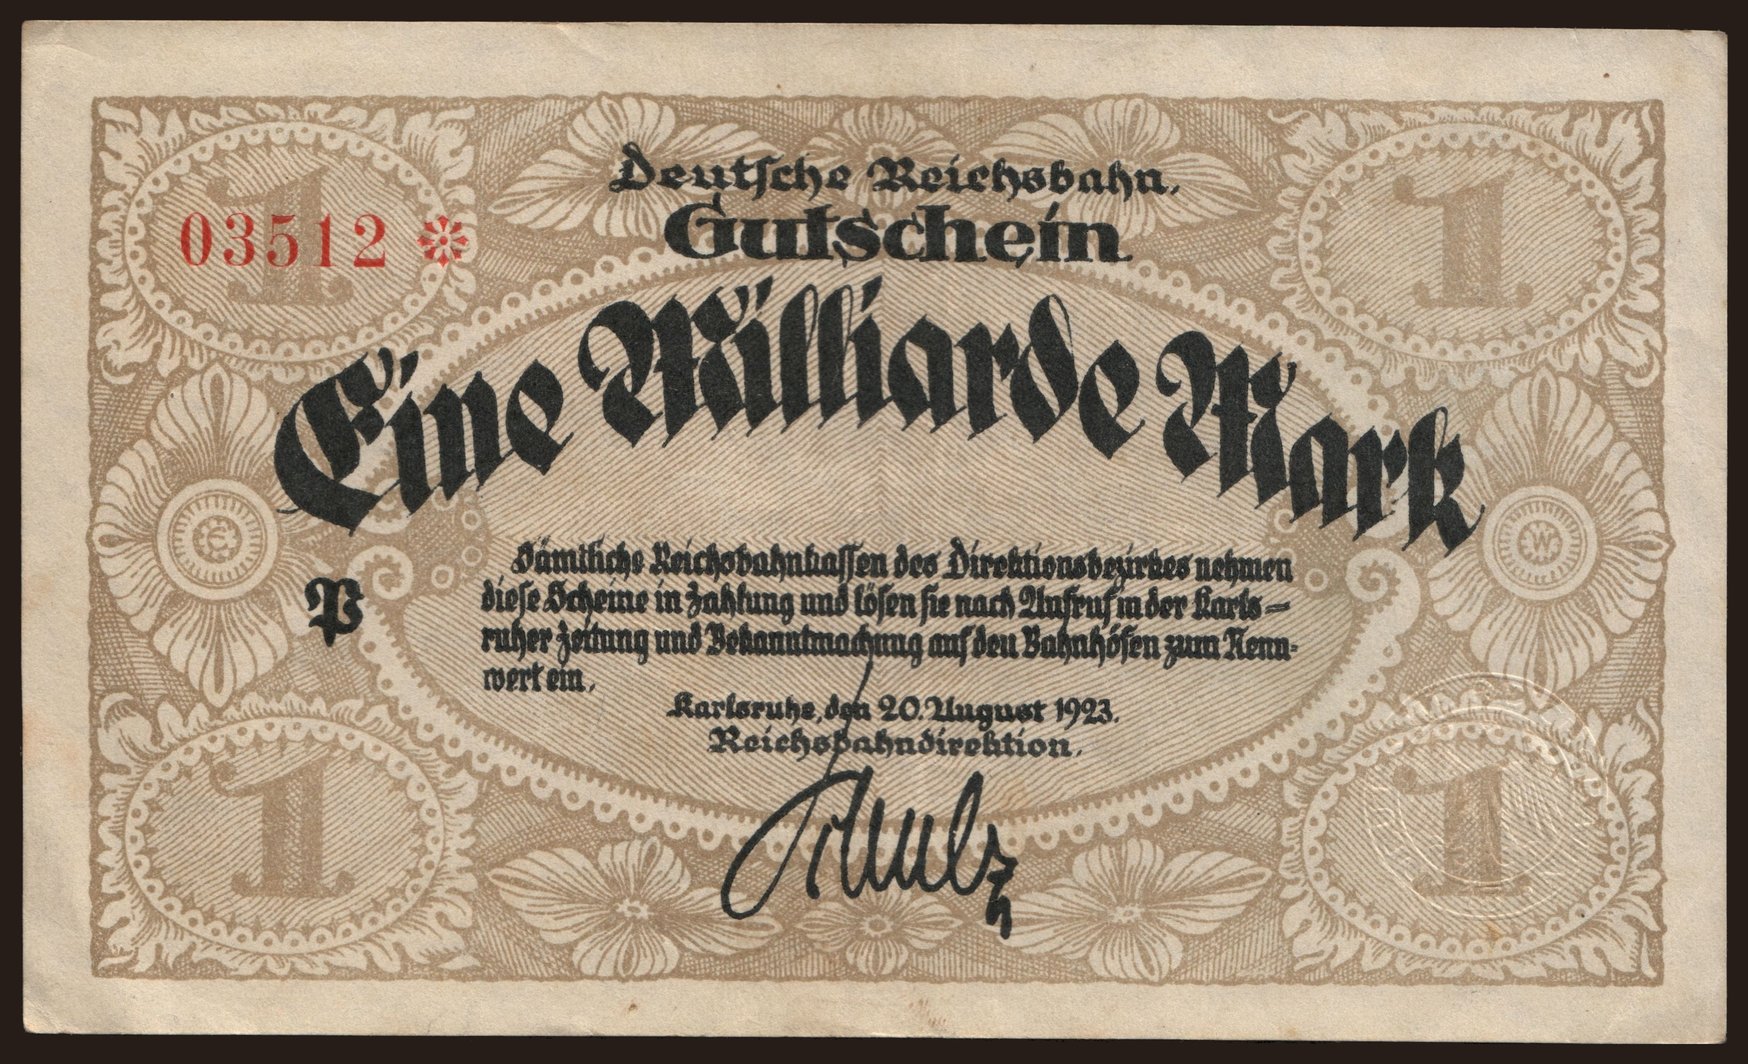 Deutsche Reichsbahn.
Gutschein
03512
1
1
Eine Milliarde Mark
Sämtliche Reichsbahnkassen des Direktionsbezirkes nehmen
diese Scheine in Zahlung und lösen sie nach Aufruf in der Karls=
ruher Zeitung und Bekanntmachung auf den Bahnhöfen zum Nenn=
wert ein.
P
Karlsruhe, den 20. August 1923.
Reichsbahndirektion.
Schulz
1
1